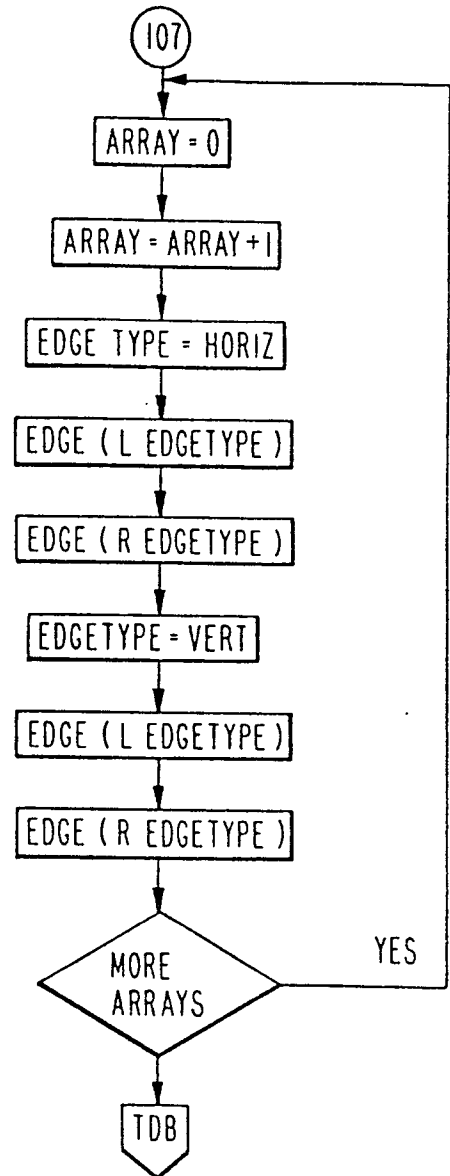 107
ARRAY = 0
ARRAY = ARRAY+1
EDGE TYPE = HORIZ
EDGE ( L EDGETYPE )
EDGE ( R EDGETYPE )
EDGETYPE = VERT
EDGE ( L EDGETYPE )
EDGE ( R EDGETYPE )
MORE
ARRAYS
YES
TDB